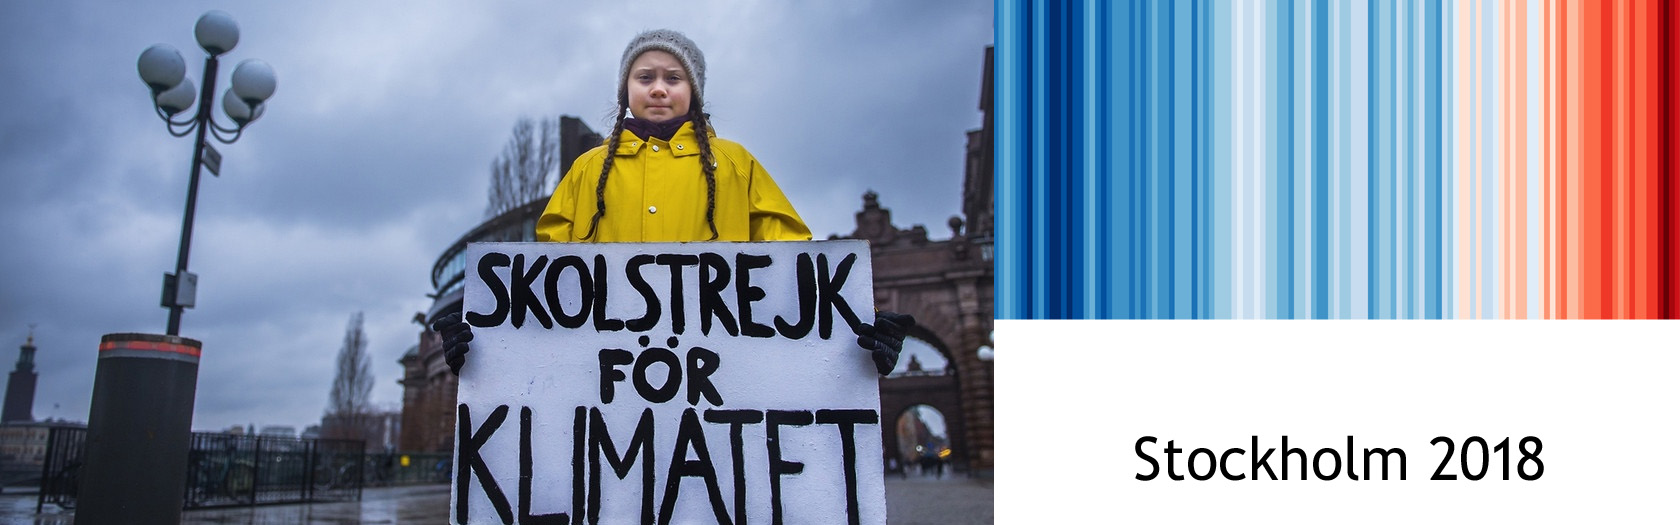 SKOLSTREJK
FÖR
KLIMATET
Stockholm 2018